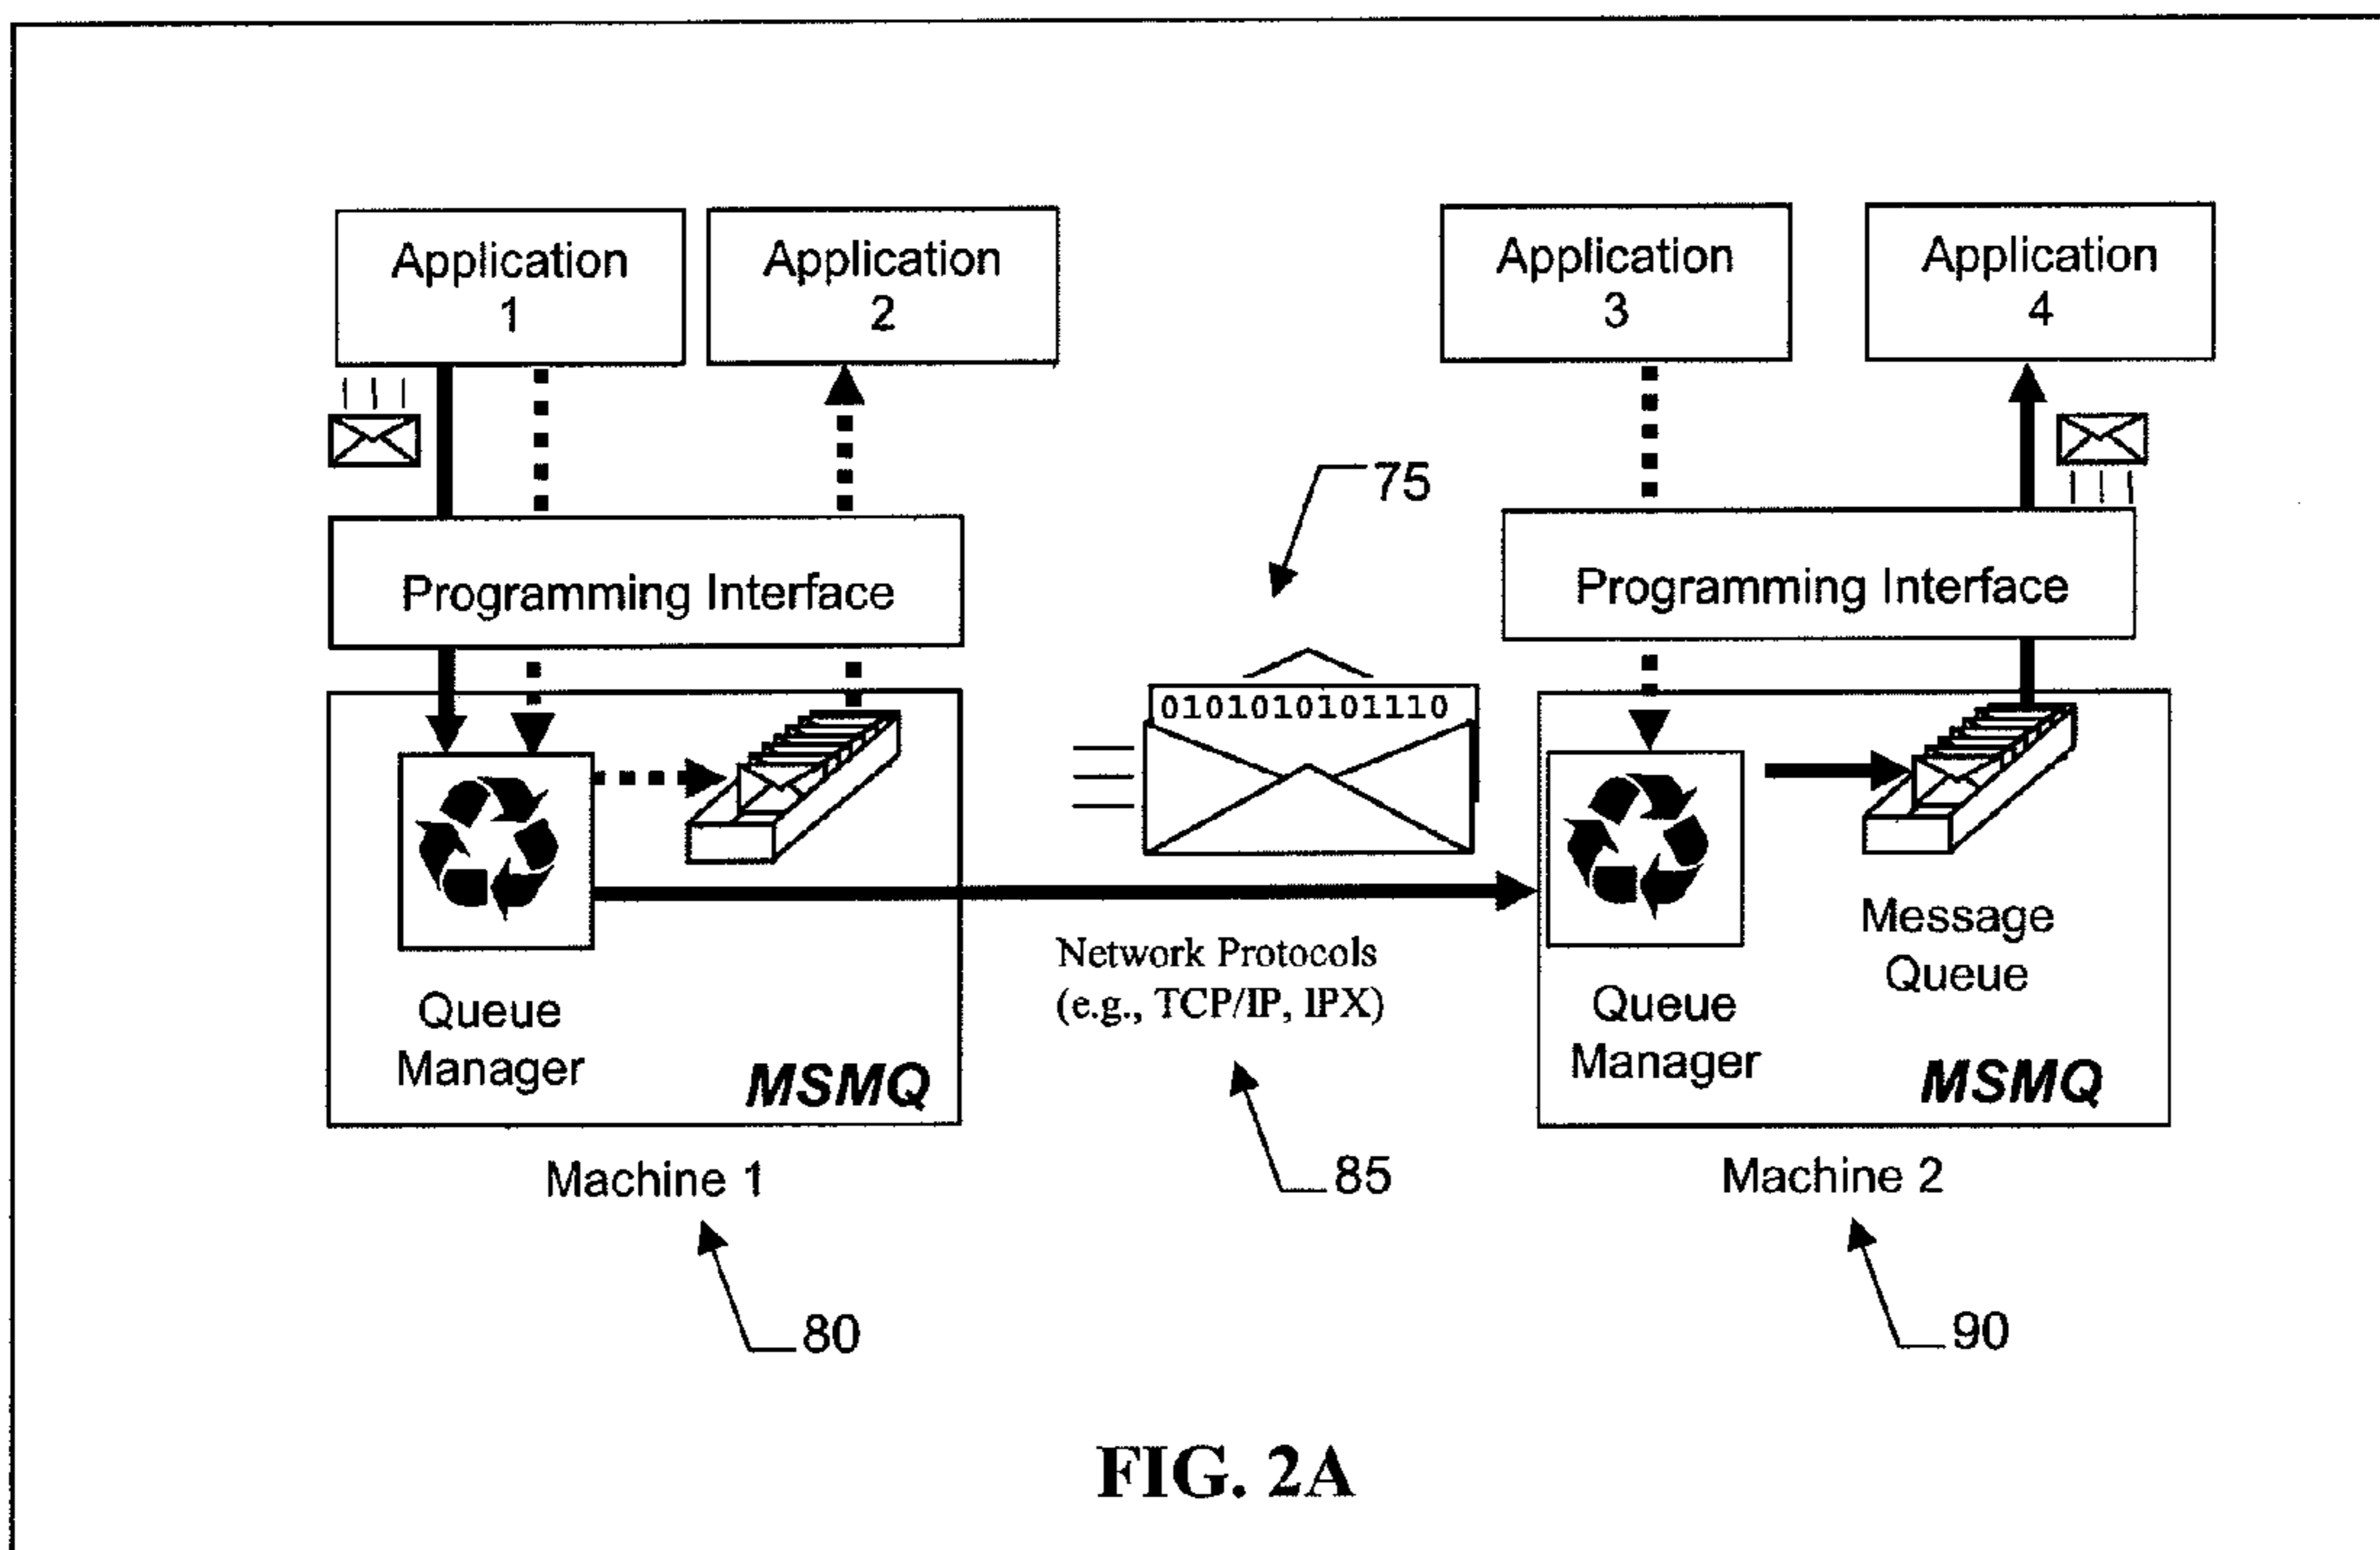 Application
1
Application
2
Application
3
Application
4
75
Programming Interface
Programming Interface
0101010101110
Network Protocols
(e.g., TCP/IP, IPX)
Message
Queue
Queue
Manager
Queue
Manager
MSMQ
MSMQ
Machine 1
85
Machine 2
80
90
FIG. 2A